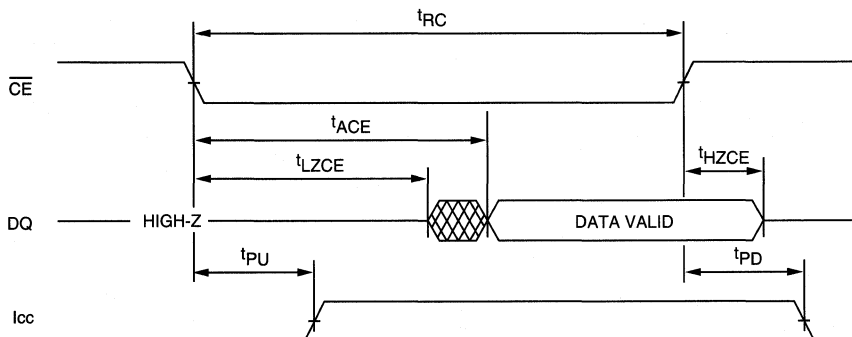 tRC
CE
tACE
tLZCE
tHZCE
DQ
HIGH-Z
DATA VALID
tPU
tPD
Icc